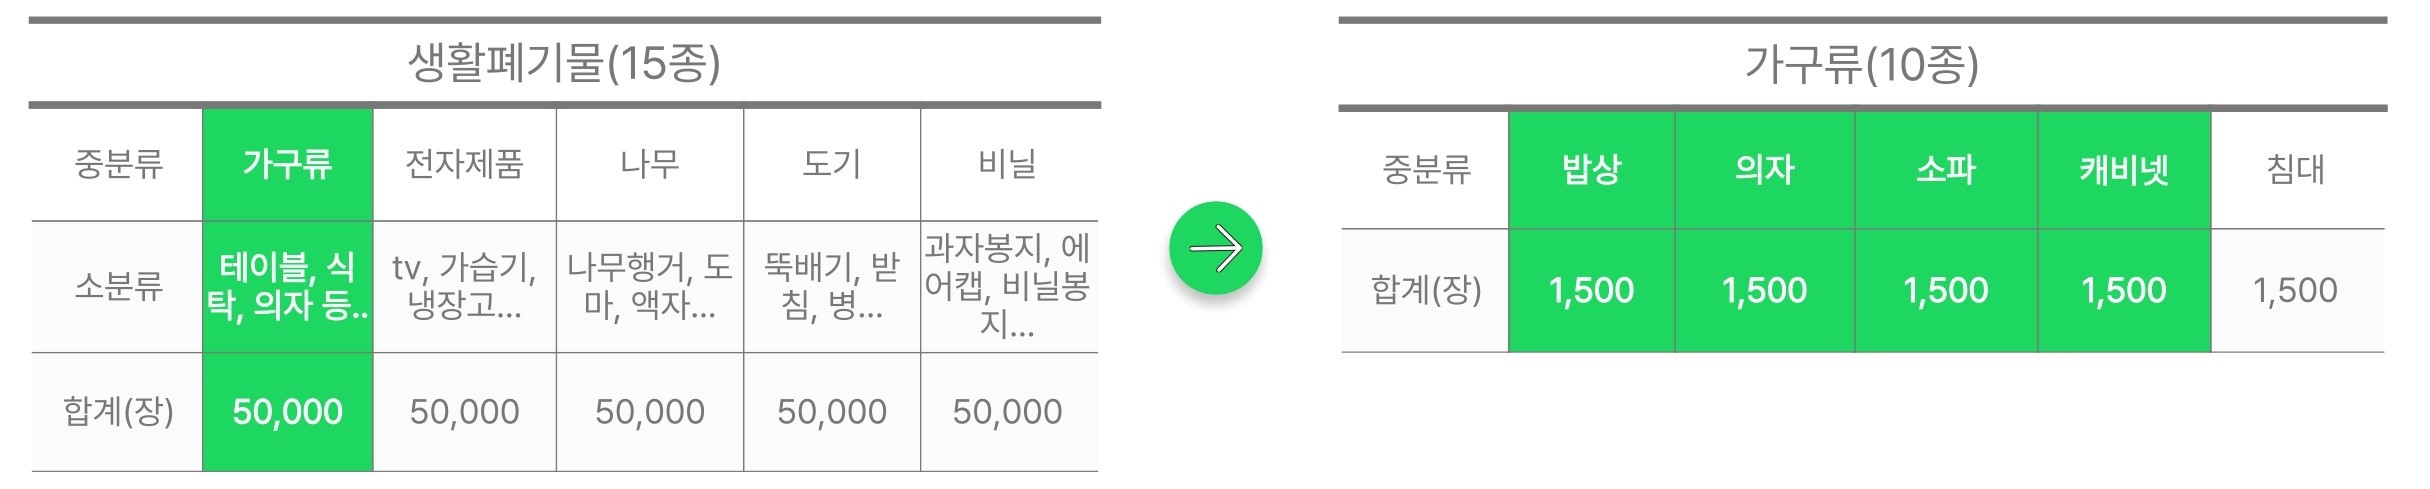 생활폐기물(15종)
중분류 가구류 전자제품 나무 도기 비닐
소분류
테이블, 식
탁, 의자 등..
tv, 가습기,
냉장고...
나무행거, 도
마, 액자...
뚝배기, 받
침, 병...
과자봉지, 에
어캡, 비닐봉
지...
합계(장) 50,000 50,000 50,000 50,000 50,000
가구류(10종)
중분류 밥상 의자 소파 캐비넷 침대
합계(장) 1,500 1,500 1,500 1,500 1,500